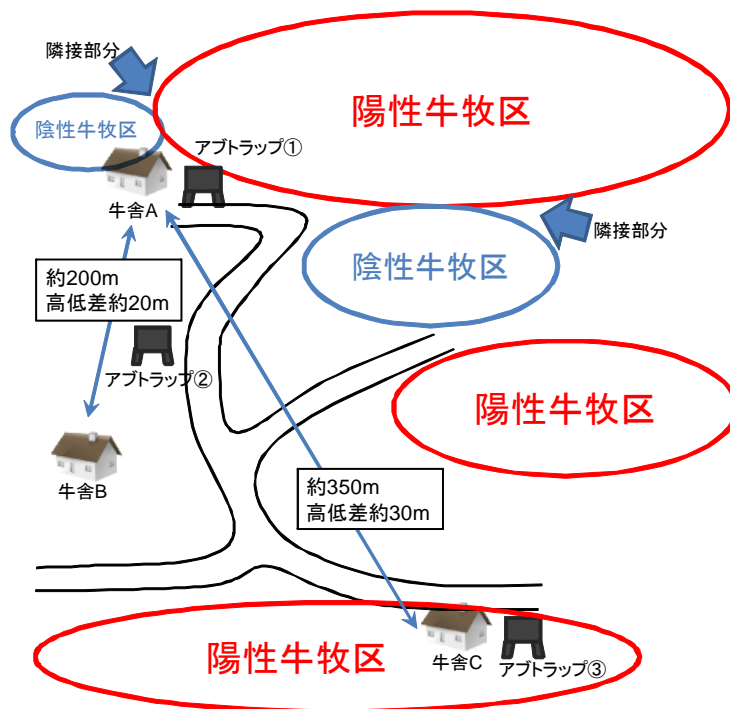 隣接部分
陽性牛牧区
陰性牛牧区
アブトラップ①
牛舎A
隣接部分
陰性牛牧区
約200m
高低差約20m
アブトラップ②
陽性牛牧区
牛舎B
約350m
高低差約30m
陽性牛牧区
牛舎C
アブトラップ③